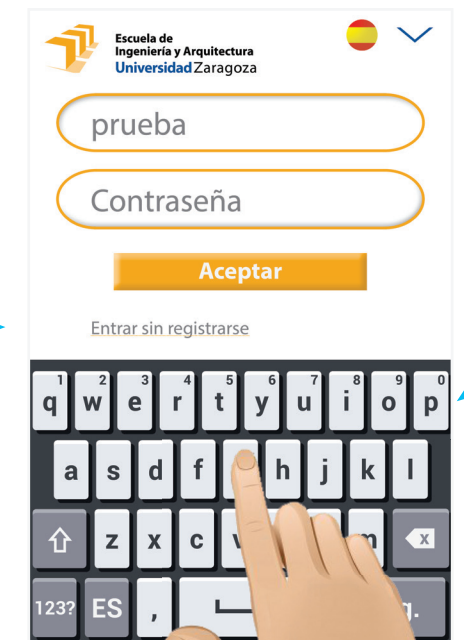 Escuela de
Ingeniería y Arquitectura
Universidad Zaragoza
prueba
Contraseña
Aceptar
Entrar sin registrarse
1 2 3 4 5 6 7 8 9 0
q w e r t y u i o p
a s d f h j k l
z x c x
123? ES ,